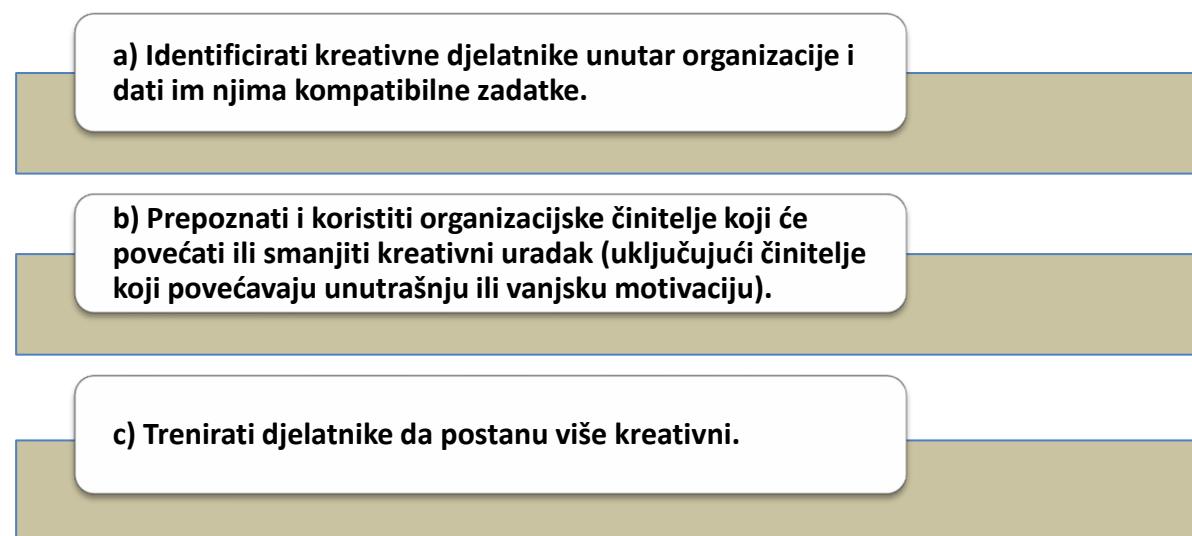 a) Identificirati kreativne djelatnike unutar organizacije i
dati im njima kompatibilne zadatke.
b) Prepoznati i koristiti organizacijske činitelje koji će
povećati ili smanjiti kreativni uradak (uključujući činitelje
koji povećavaju unutrašnju ili vanjsku motivaciju).
c) Trenirati djelatnike da postanu više kreativni.